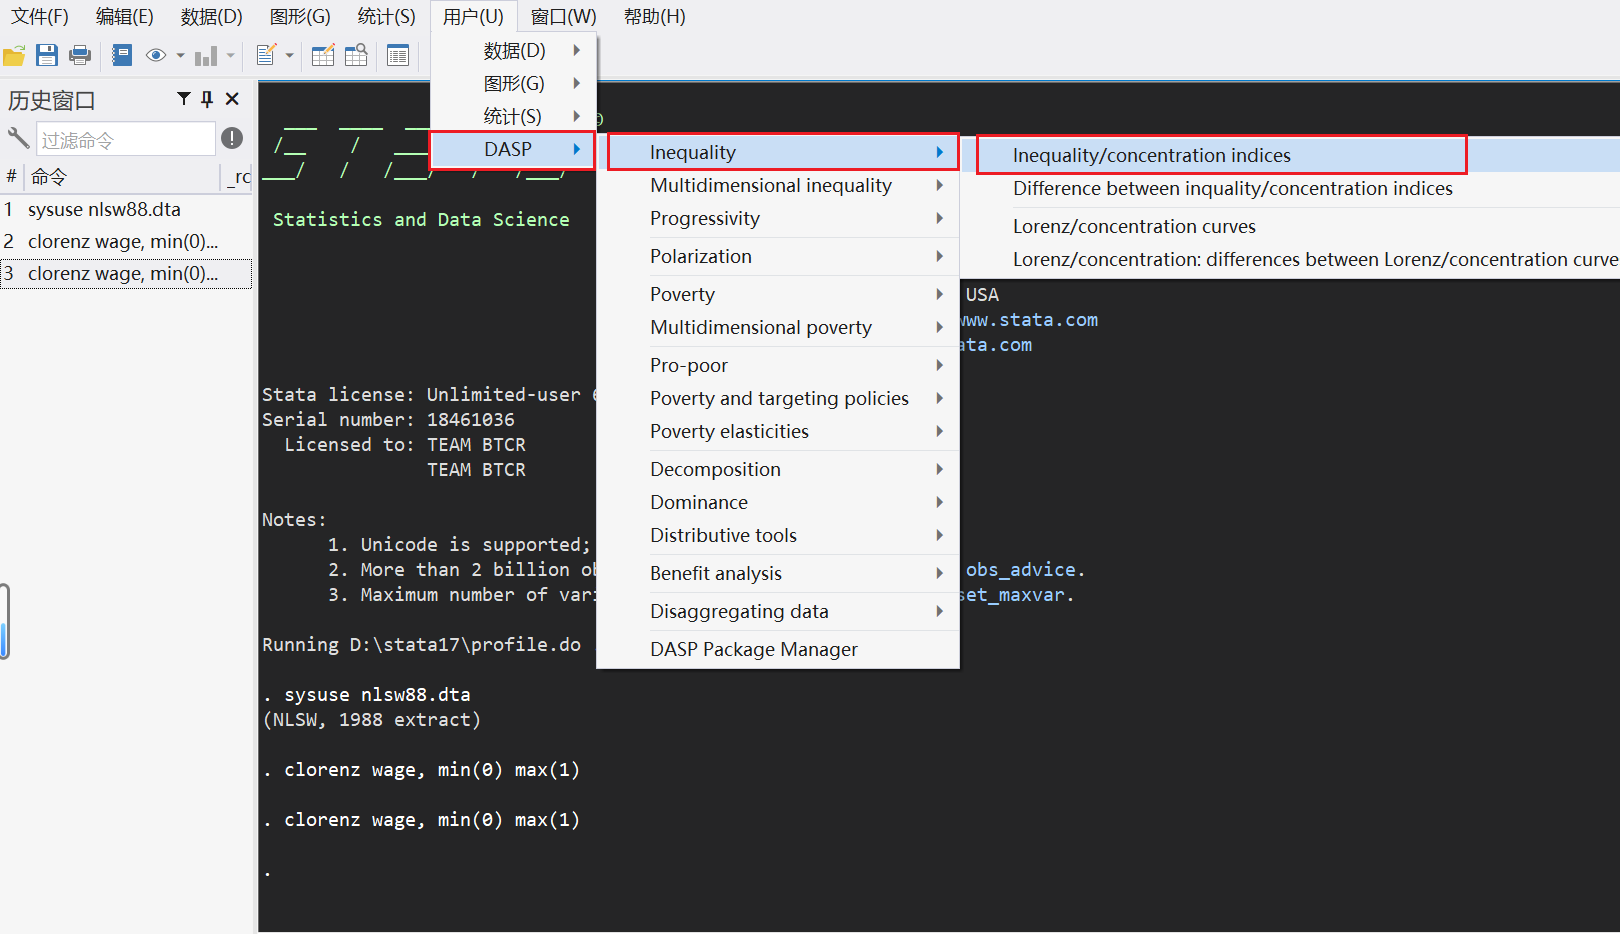 文件(F) 编辑(E) 数据(D) 图形(G) 统计(S) 用户(U) 窗口(W) 帮助(H)
历史窗口
过滤命令
# 命令 _rc
1 sysuse nlsw88.dta
2 clorenz wage, min(0)...
3 clorenz wage, min(0)...
数据(D)
图形(G)
统计(S)
DASP
Inequality
Multidimensional inequality
Progressivity
Polarization
Poverty
Multidimensional poverty
Pro-poor
Poverty and targeting policies
Poverty elasticities
Decomposition
Dominance
Distributive tools
Benefit analysis
Disaggregating data
DASP Package Manager
Inequality/concentration indices
Difference between inquality/concentration indices
Lorenz/concentration curves
Lorenz/concentration: differences between Lorenz/concentration curve
Statistics and Data Science
USA
www.stata.com
ata.com
Stata license: Unlimited-user
Serial number: 18461036
Licensed to: TEAM BTCR
TEAM BTCR
Notes:
1. Unicode is supported;
2. More than 2 billion ob obs_advice.
3. Maximum number of vari set_maxvar.
Running D:\stata17\profile.do
. sysuse nlsw88.dta
(NLSW, 1988 extract)
. clorenz wage, min(0) max(1)
. clorenz wage, min(0) max(1)
.